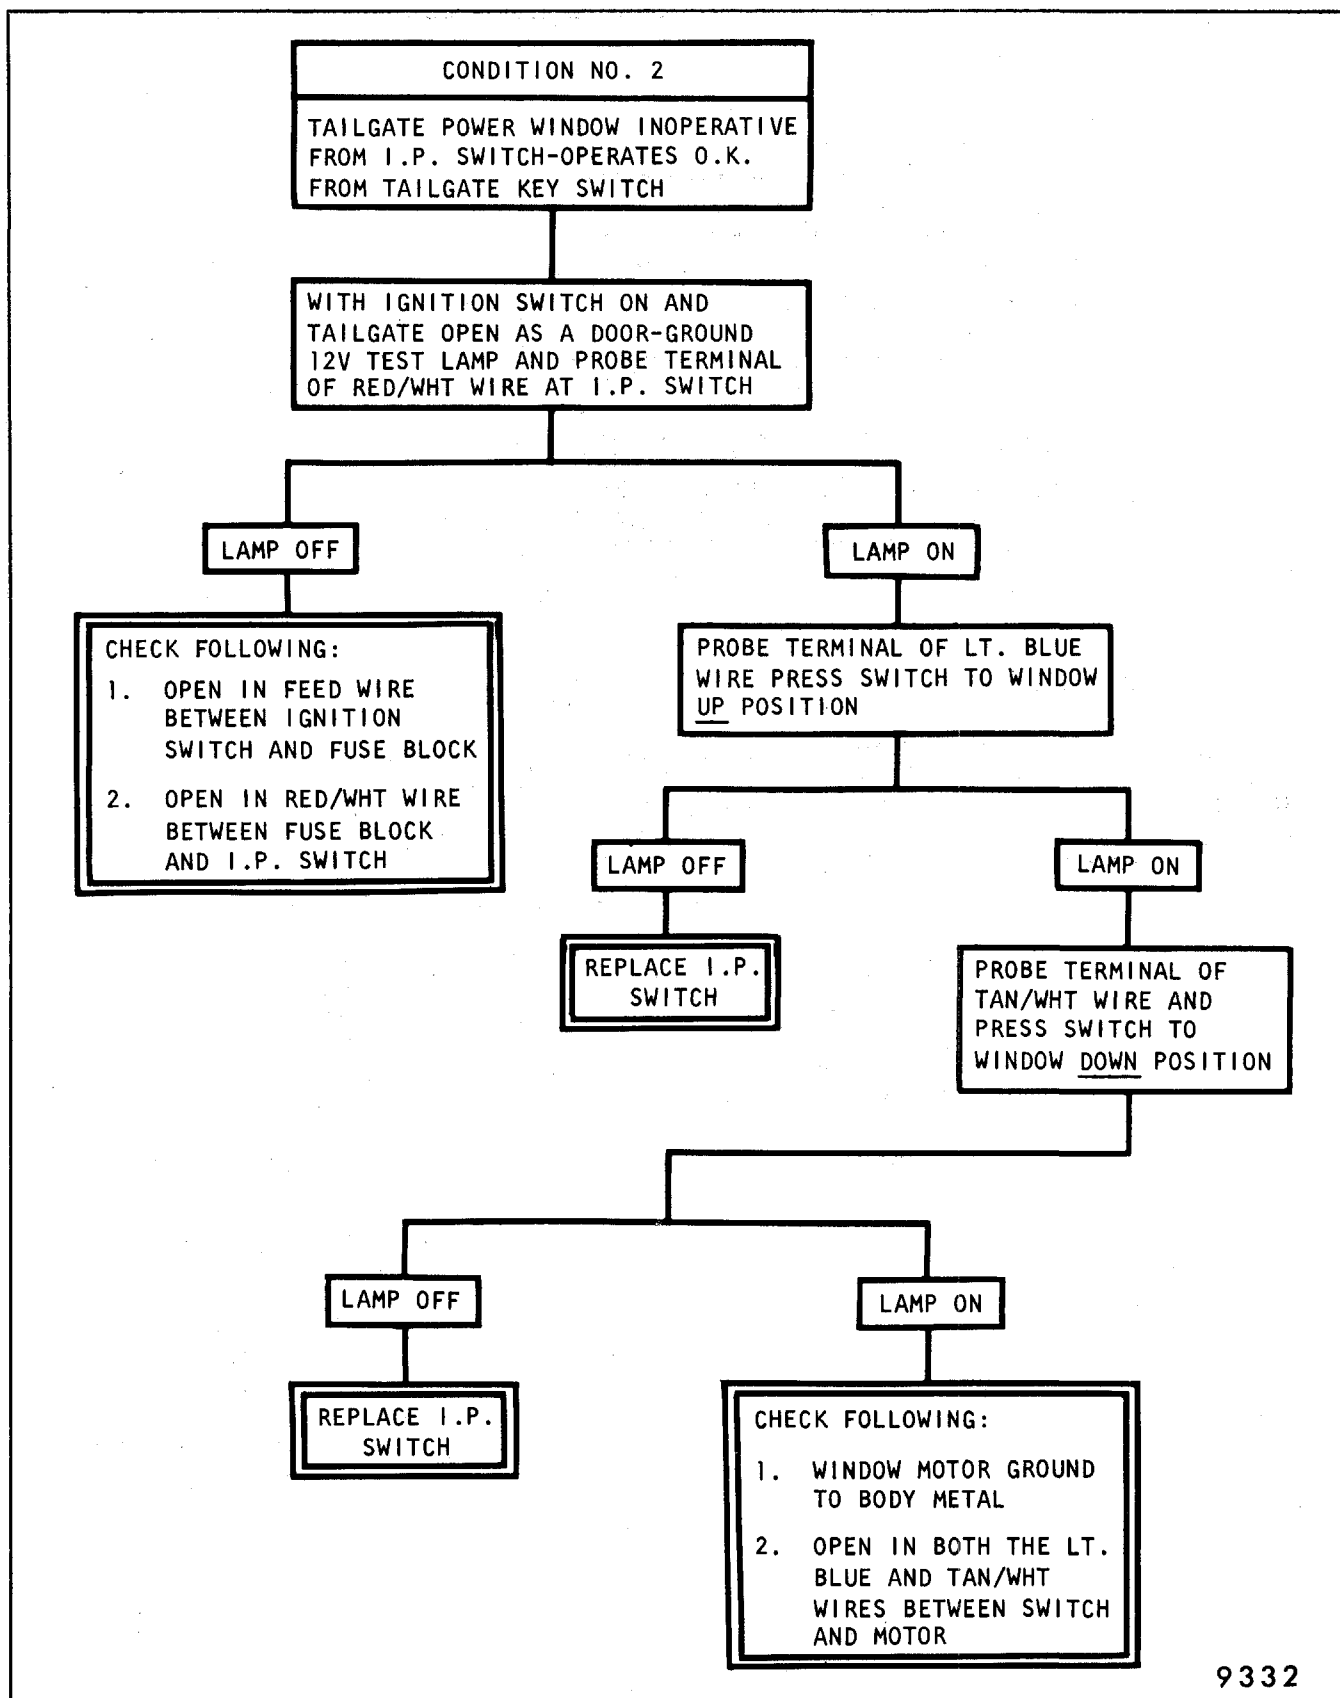 CONDITION NO. 2
TAILGATE POWER WINDOW INOPERATIVE
FROM I.P. SWITCH-OPERATES O.K.
FROM TAILGATE KEY SWITCH
WITH IGNITION SWITCH ON AND
TAILGATE OPEN AS A DOOR-GROUND
12V TEST LAMP AND PROBE TERMINAL
OF RED/WHT WIRE AT I.P. SWITCH
LAMP OFF
LAMP ON
CHECK FOLLOWING:
1. OPEN IN FEED WIRE
BETWEEN IGNITION
SWITCH AND FUSE BLOCK
2. OPEN IN RED/WHT WIRE
BETWEEN FUSE BLOCK
AND I.P. SWITCH
PROBE TERMINAL OF LT. BLUE
WIRE PRESS SWITCH TO WINDOW
UP POSITION
LAMP OFF
LAMP ON
REPLACE I.P.
SWITCH
PROBE TERMINAL OF
TAN/WHT WIRE AND
PRESS SWITCH TO
WINDOW DOWN POSITION
LAMP OFF
LAMP ON
REPLACE I.P.
SWITCH
CHECK FOLLOWING:
1. WINDOW MOTOR GROUND
TO BODY METAL
2. OPEN IN BOTH THE LT.
BLUE AND TAN/WHT
WIRES BETWEEN SWITCH
AND MOTOR
9332